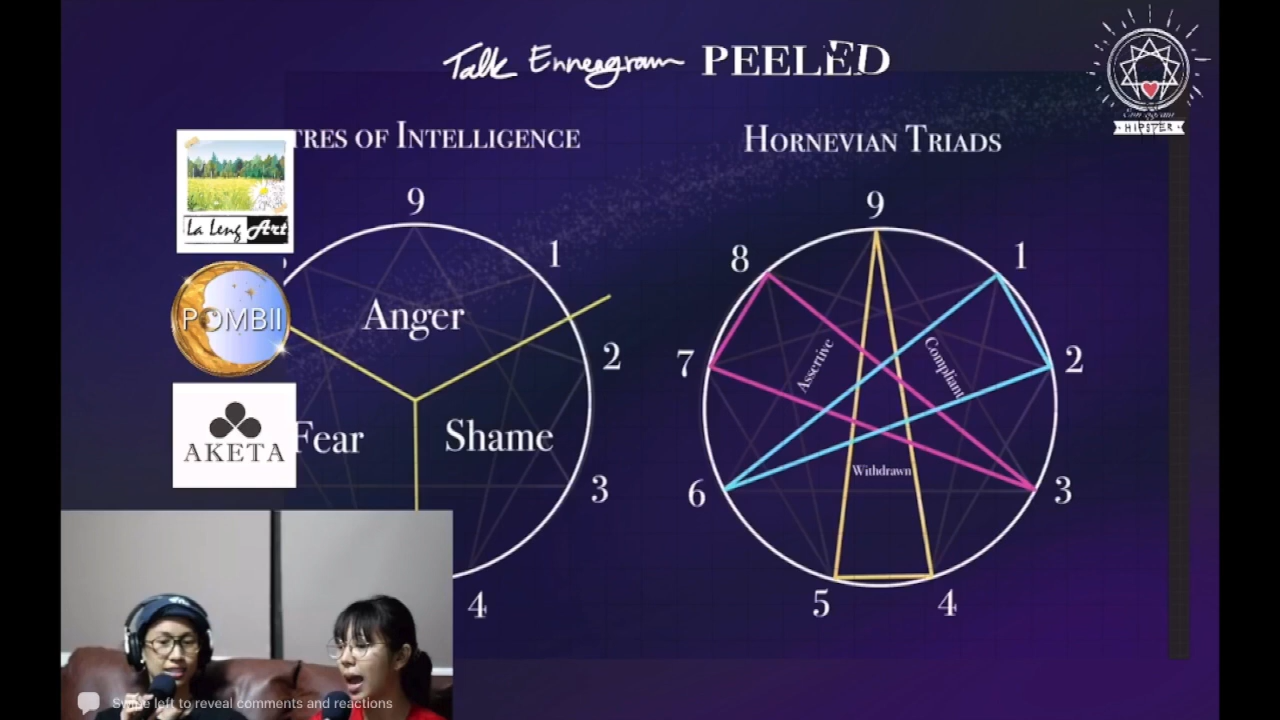 Talk Enneagram PEELED
HIPSTER
TRES OF INTELLIGENCE
HORNEVIAN TRIADS
La Leng Art
POMBII
AKETA
9
1
2
3
4
Anger
Fear
Shame
9
8
1
7
2
6
3
5
4
Assertive
Compliant
Withdrawn
Swipe left to reveal comments and reactions